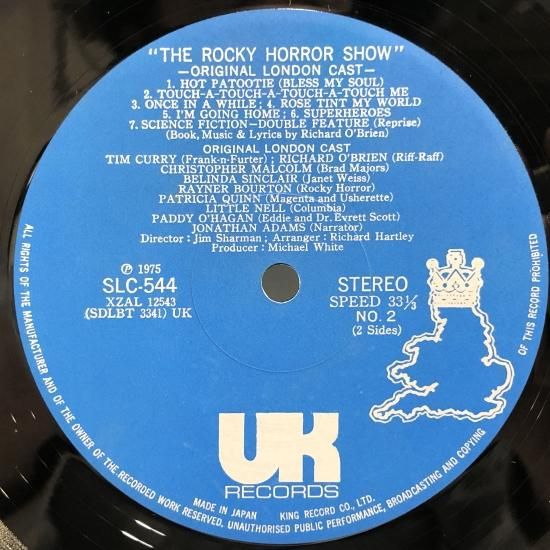 "THE ROCKY HORROR SHOW"
—ORIGINAL LONDON CAST—
1. HOT PATOOTIE (BLESS MY SOUL)
2. TOUCH-A-TOUCH-A-TOUCH-A-TOUCH ME
3. ONCE IN A WHILE; 4. ROSE TINT MY WORLD
5. I'M GOING HOME; 6. SUPERHEROES
7. SCIENCE FICTION—DOUBLE FEATURE (Reprise)
(Book, Music & Lyrics by Richard O'Brien)
ORIGINAL LONDON CAST
TIM CURRY (Frank-n-Furter) ; RICHARD O'BRIEN (Riff-Raff)
CHRISTOPHER MALCOLM (Brad Majors)
BELINDA SINCLAIR (Janet Weiss)
RAYNER BOURTON (Rocky Horror)
PATRICIA QUINN (Magenta and Usherette)
LITTLE NELL (Columbia)
PADDY O'HAGAN (Eddie and Dr. Evrett Scott)
JONATHAN ADAMS (Narrator)
Director : Jim Sharman; Arranger : Richard Hartley
Producer : Michael White
℗ 1975
SLC-544
XZAL 12543
(SDLBT 3341) UK
STEREO
SPEED 33 1/3
NO. 2
(2 Sides)
UK
RECORDS
MADE IN JAPAN KING RECORD CO., LTD.
ALL RIGHTS OF THE MANUFACTURER AND OF THE OWNER OF THE RECORDED WORK RESERVED. UNAUTHORISED PUBLIC PERFORMANCE, BROADCASTING AND COPYING OF THIS RECORD PROHIBITED